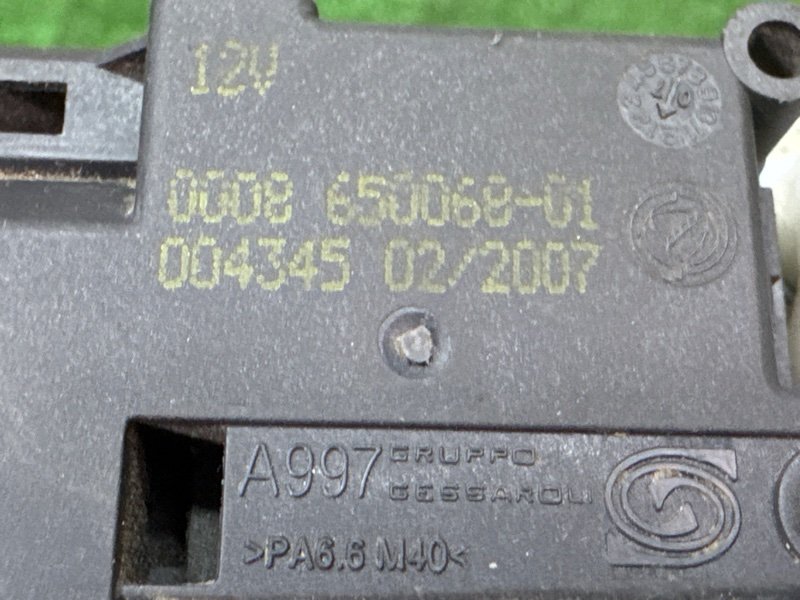 12V
0008 650068-01
004345 02/2007
A997 GRUPPO
CESSAROLI
>PA6.6 M40<